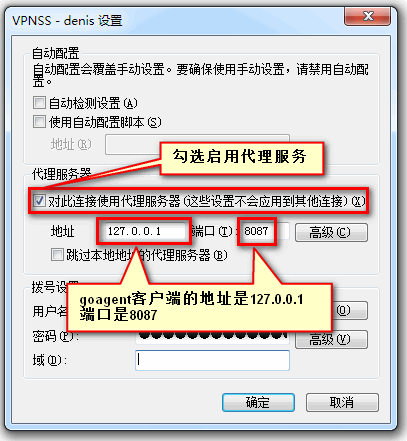 VPNSS - denis 设置
自动配置
自动配置会覆盖手动设置。要确保使用手动设置，请禁用自动配
置。
自动检测设置(A)
使用自动配置脚本(S)
地址(R)
勾选启用代理服务
代理服务器
对此连接使用代理服务器(这些设置不会应用到其他连接)(X)
地址 127.0.0.1 端口(T): 8087 高级(C)
跳过本地地址的代理服务器(B)
拨号设置
goagent客户端的地址是127.0.0.1
端口是8087
用户名 (O)
密码(P): 高级(V)
域(D):
确定 取消